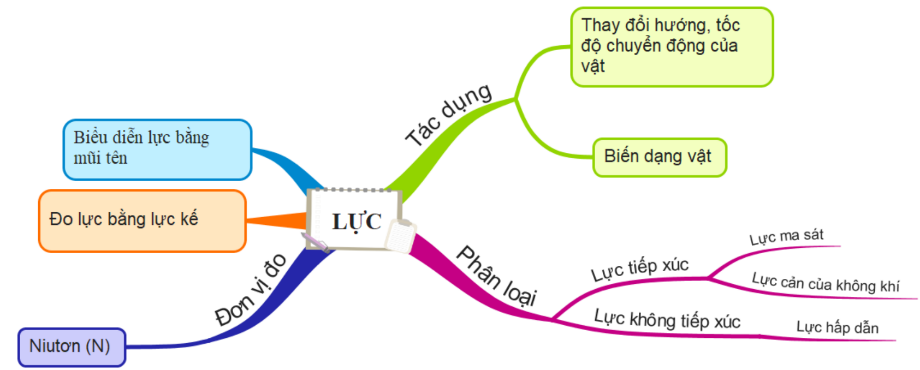 LỰC
Tác dụng
Thay đổi hướng, tốc
độ chuyển động của
vật
Biến dạng vật
Biểu diễn lực bằng
mũi tên
Đo lực bằng lực kế
Đơn vị đo
Niutơn (N)
Phân loại
Lực tiếp xúc
Lực ma sát
Lực cản của không khí
Lực không tiếp xúc
Lực hấp dẫn